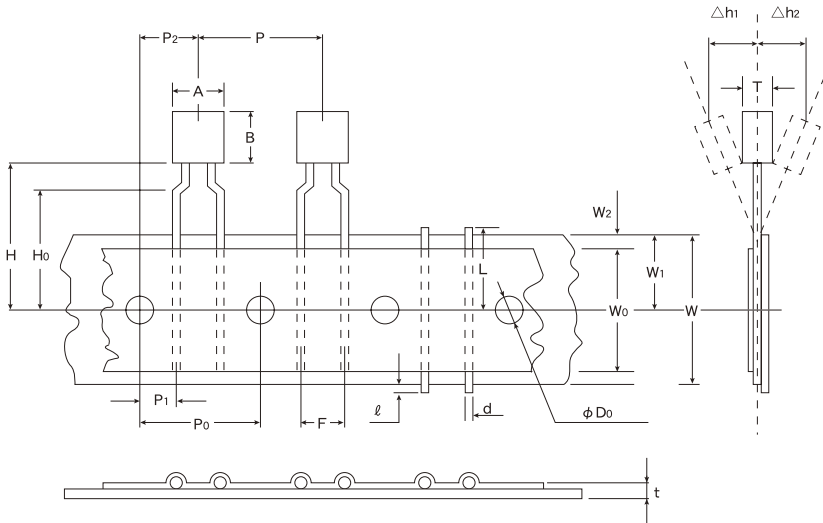 △h1 △h2
P2 P
A T
B
W2
H H0 L W1
W0 W
P1
P0 F ℓ d φD0
t